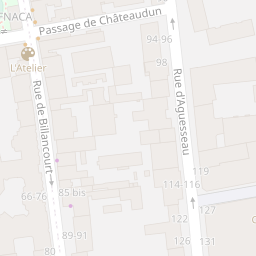 FNACA
Passage de Châteaudun
94-96
L'Atelier
98
Rue de Billancourt
Rue d'Aguesseau
119
114-116
117
66-76
85 bis
122
127
89-91
126
131
80